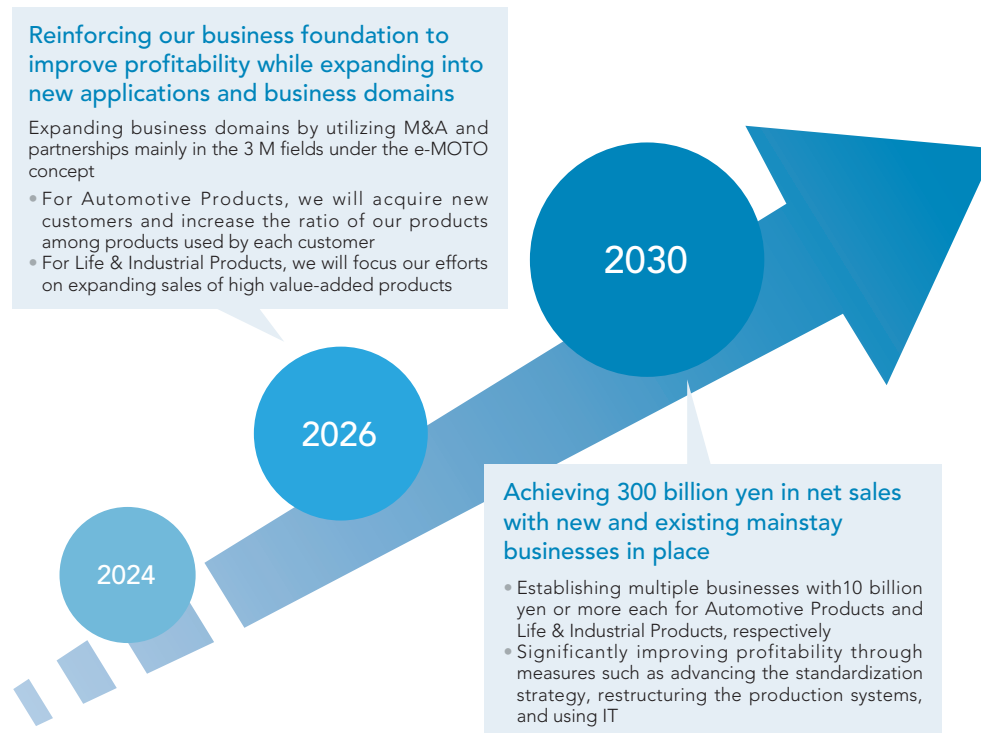 Reinforcing our business foundation to
improve profitability while expanding into
new applications and business domains
Expanding business domains by utilizing M&A and
partnerships mainly in the 3 M fields under the e-MOTO
concept
• For Automotive Products, we will acquire new
customers and increase the ratio of our products
among products used by each customer
• For Life & Industrial Products, we will focus our efforts
on expanding sales of high value-added products
2030
2026
2024
Achieving 300 billion yen in net sales
with new and existing mainstay
businesses in place
• Establishing multiple businesses with10 billion
yen or more each for Automotive Products and
Life & Industrial Products, respectively
• Significantly improving profitability through
measures such as advancing the standardization
strategy, restructuring the production systems,
and using IT